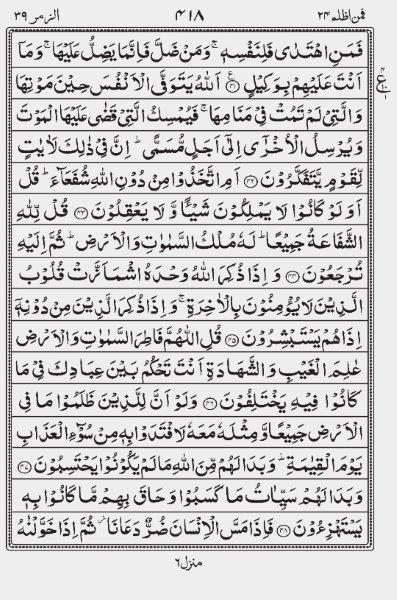 فمن اظلم ٢٤ ٤١٨ الزمر ٣٩
فَمَنِ اهْتَدٰى فَلِنَفْسِهٖ ۚ وَمَنْ ضَلَّ فَاِنَّمَا يَضِلُّ عَلَيْهَا ۚ وَمَآ
اَنْتَ عَلَيْهِمْ بِوَكِيْلٍ ۝٤١ اَللّٰهُ يَتَوَفَّى الْاَنْفُسَ حِيْنَ مَوْتِهَا
وَالَّتِيْ لَمْ تَمُتْ فِيْ مَنَامِهَا ۚ فَيُمْسِكُ الَّتِيْ قَضٰى عَلَيْهَا الْمَوْتَ
وَيُرْسِلُ الْاُخْرٰٓى اِلٰٓى اَجَلٍ مُّسَمًّى ؕ اِنَّ فِيْ ذٰلِكَ لَاٰيٰتٍ
لِّقَوْمٍ يَّتَفَكَّرُوْنَ ۝٤٢ اَمِ اتَّخَذُوْا مِنْ دُوْنِ اللّٰهِ شُفَعَآءَ ؕ قُلْ
اَوَلَوْ كَانُوْا لَا يَمْلِكُوْنَ شَيْـًٔا وَّلَا يَعْقِلُوْنَ ۝٤٣ قُلْ لِّلّٰهِ
الشَّفَاعَةُ جَمِيْعًا ؕ لَهٗ مُلْكُ السَّمٰوٰتِ وَالْاَرْضِ ؕ ثُمَّ اِلَيْهِ
تُرْجَعُوْنَ ۝٤٤ وَاِذَا ذُكِرَ اللّٰهُ وَحْدَهُ اشْمَاَزَّتْ قُلُوْبُ
الَّذِيْنَ لَا يُؤْمِنُوْنَ بِالْاٰخِرَةِ ۚ وَاِذَا ذُكِرَ الَّذِيْنَ مِنْ دُوْنِهٖٓ
اِذَا هُمْ يَسْتَبْشِرُوْنَ ۝٤٥ قُلِ اللّٰهُمَّ فَاطِرَ السَّمٰوٰتِ وَالْاَرْضِ
عٰلِمَ الْغَيْبِ وَالشَّهَادَةِ اَنْتَ تَحْكُمُ بَيْنَ عِبَادِكَ فِيْ مَا
كَانُوْا فِيْهِ يَخْتَلِفُوْنَ ۝٤٦ وَلَوْ اَنَّ لِلَّذِيْنَ ظَلَمُوْا مَا فِى
الْاَرْضِ جَمِيْعًا وَّمِثْلَهٗ مَعَهٗ لَافْتَدَوْا بِهٖ مِنْ سُوْٓءِ الْعَذَابِ
يَوْمَ الْقِيٰمَةِ ؕ وَبَدَا لَهُمْ مِّنَ اللّٰهِ مَا لَمْ يَكُوْنُوْا يَحْتَسِبُوْنَ ۝٤٧
وَبَدَا لَهُمْ سَيِّاٰتُ مَا كَسَبُوْا وَحَاقَ بِهِمْ مَّا كَانُوْا بِهٖ
يَسْتَهْزِءُوْنَ ۝٤٨ فَاِذَا مَسَّ الْاِنْسَانَ ضُرٌّ دَعَانَا ؗ ثُمَّ اِذَا خَوَّلْنٰهُ
منزل ٦